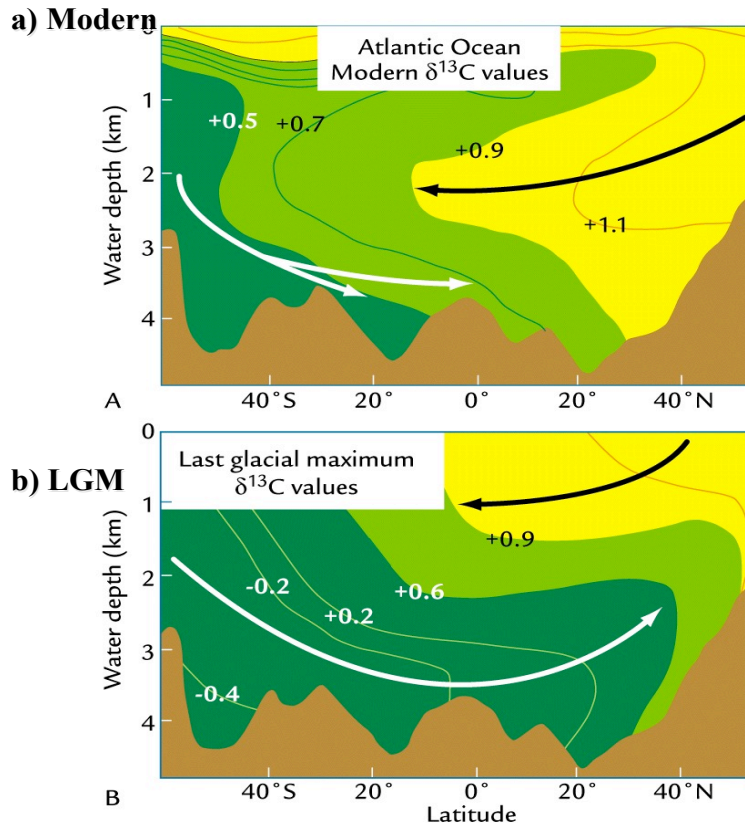 a) Modern
0
Atlantic Ocean
Modern δ¹³C values
1
+0.5
+0.7
+0.9
2
+1.1
3
4
Water depth (km)
A
40°S
20°
0°
20°
40°N
b) LGM
0
Last glacial maximum
δ¹³C values
1
+0.9
2
-0.2
+0.6
+0.2
3
-0.4
4
Water depth (km)
B
40°S
20°
0°
20°
40°N
Latitude